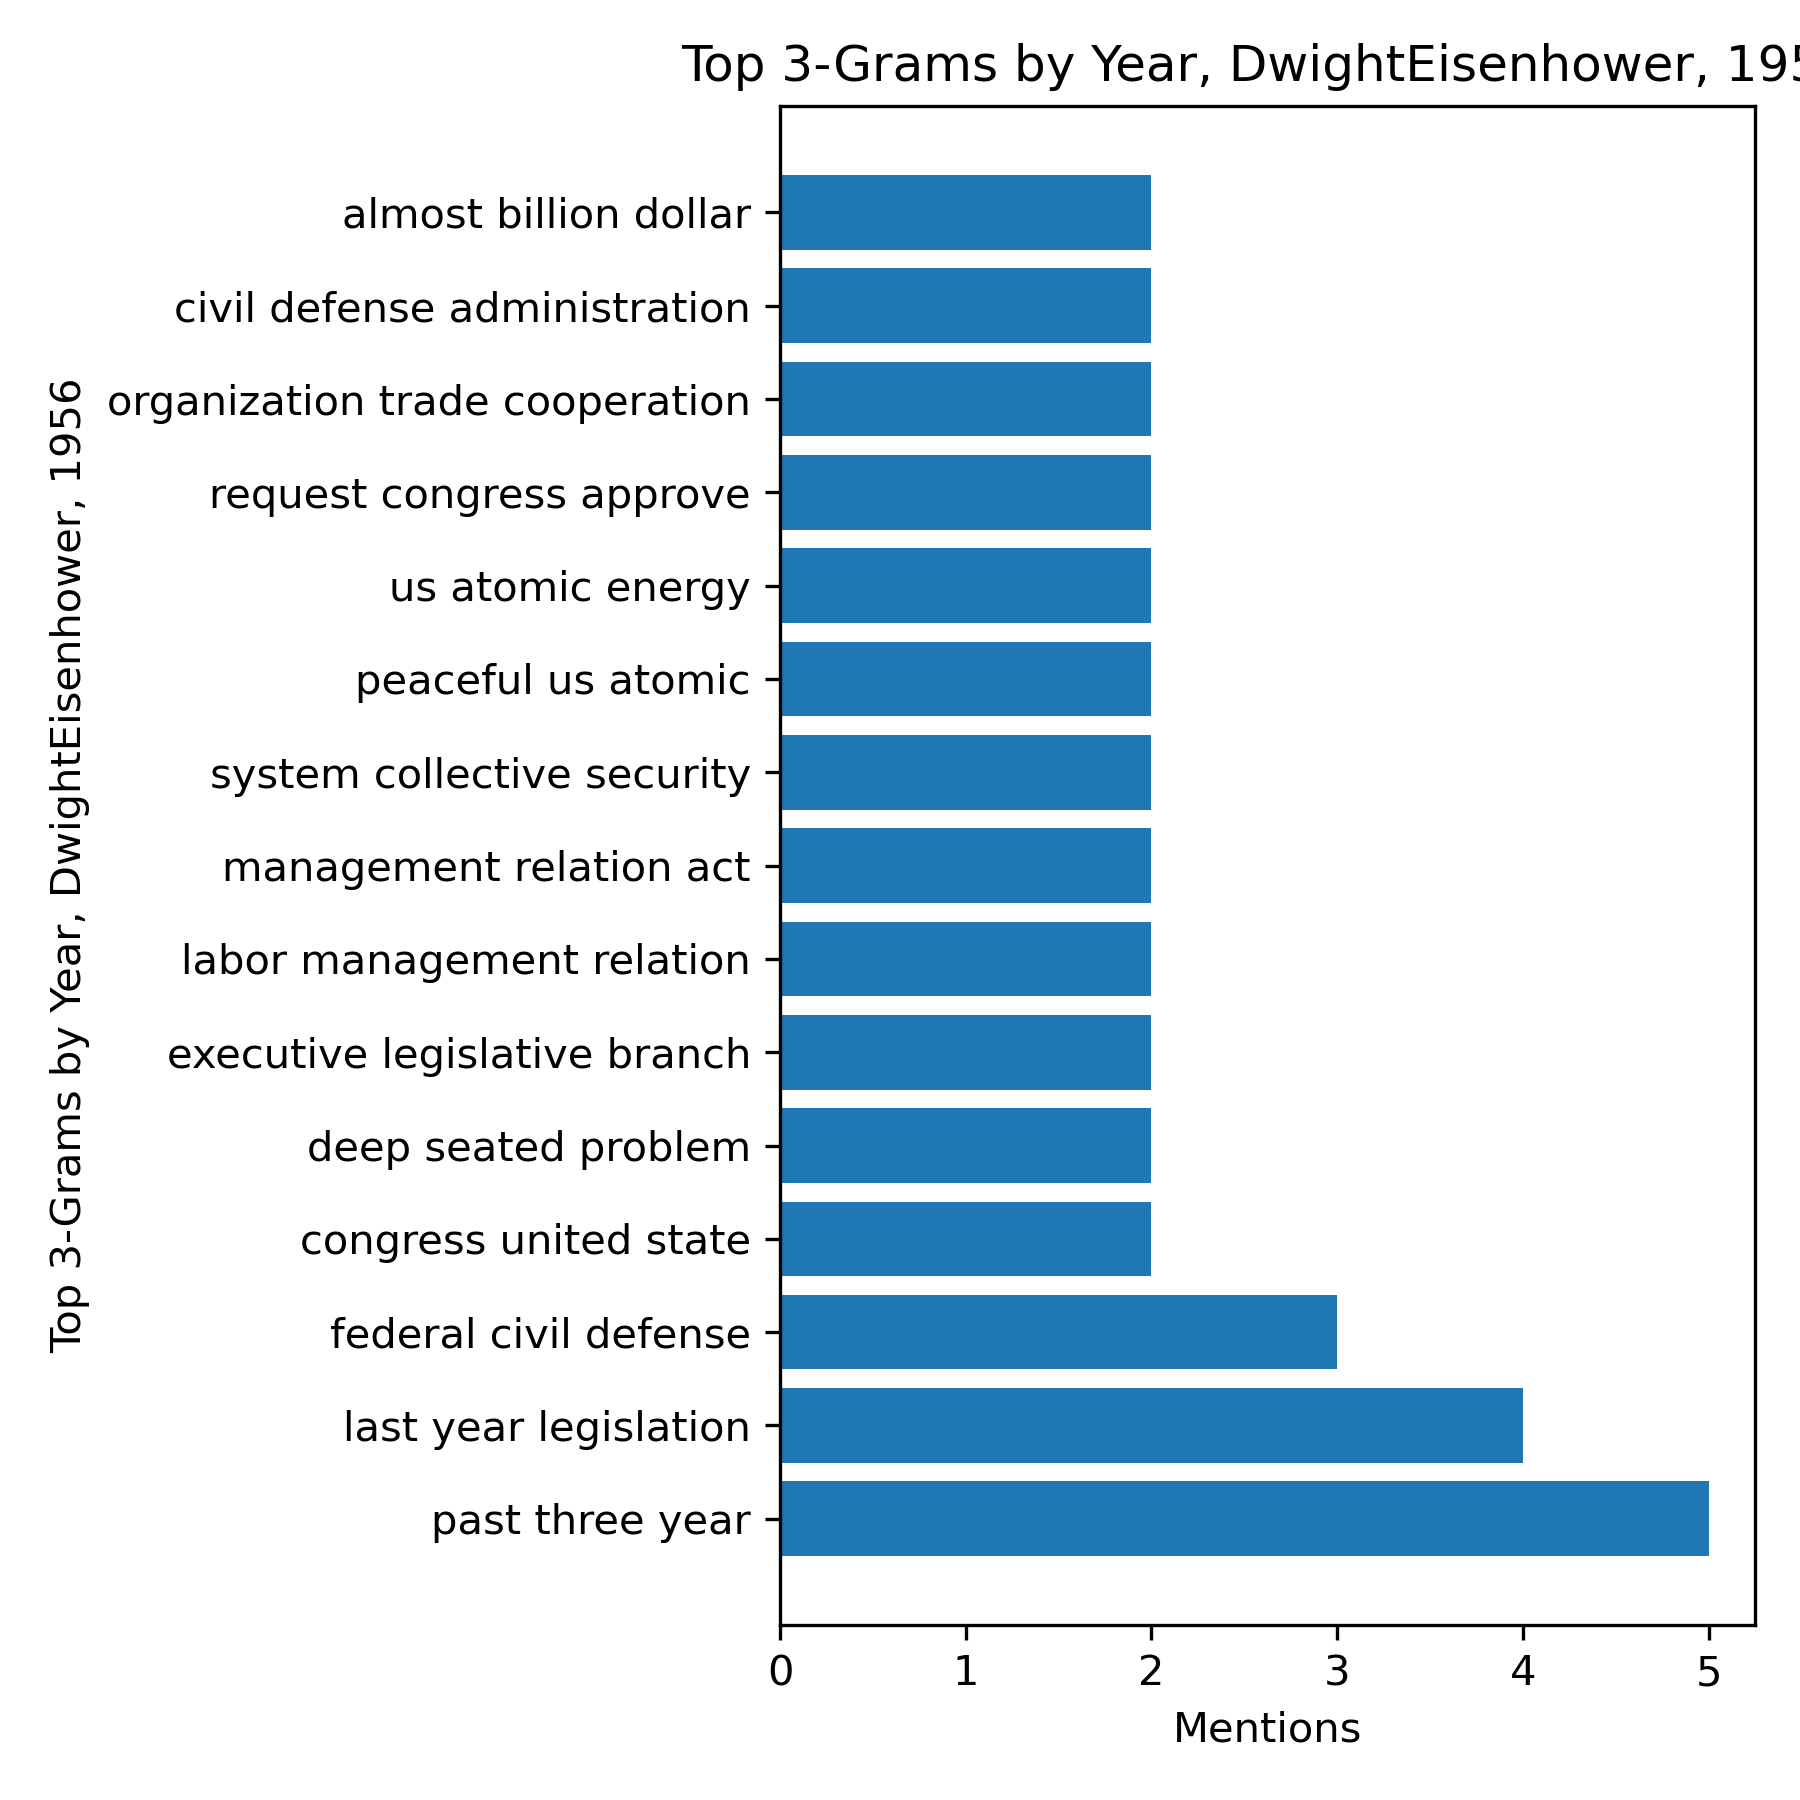 Top 3-Grams by Year, DwightEisenhower, 195
Top 3-Grams by Year, DwightEisenhower, 1956
almost billion dollar
civil defense administration
organization trade cooperation
request congress approve
us atomic energy
peaceful us atomic
system collective security
management relation act
labor management relation
executive legislative branch
deep seated problem
congress united state
federal civil defense
last year legislation
past three year
0 1 2 3 4 5
Mentions